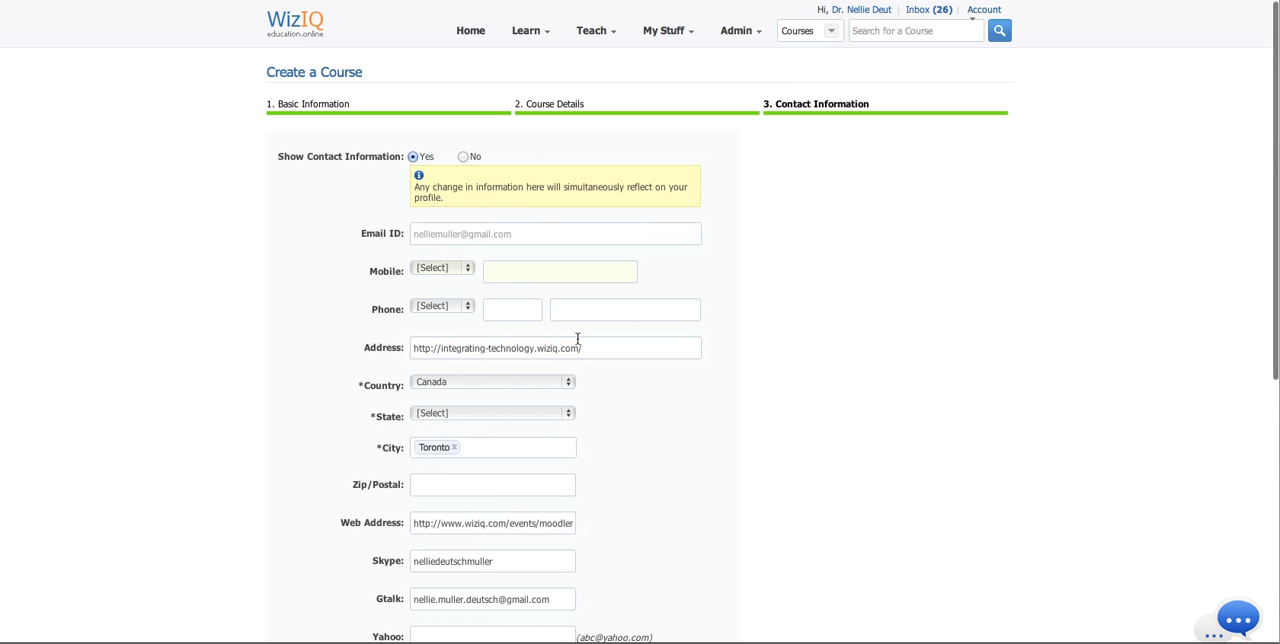 WizIQ
education.online
Hi, Dr. Nellie Deut | Inbox (26) | Account
Home Learn Teach My Stuff Admin Courses Search for a Course
Create a Course
1. Basic Information 2. Course Details 3. Contact Information
Show Contact Information: Yes No
Any change in information here will simultaneously reflect on your
profile.
Email ID: nelliemuller@gmail.com
Mobile: [Select]
Phone: [Select]
Address: http://integrating-technology.wiziq.com/
*Country: Canada
*State: [Select]
*City: Toronto x
Zip/Postal:
Web Address: http://www.wiziq.com/events/moodler
Skype: nelliedeutschmuller
Gtalk: nellie.muller.deutsch@gmail.com
Yahoo: (abc@yahoo.com)